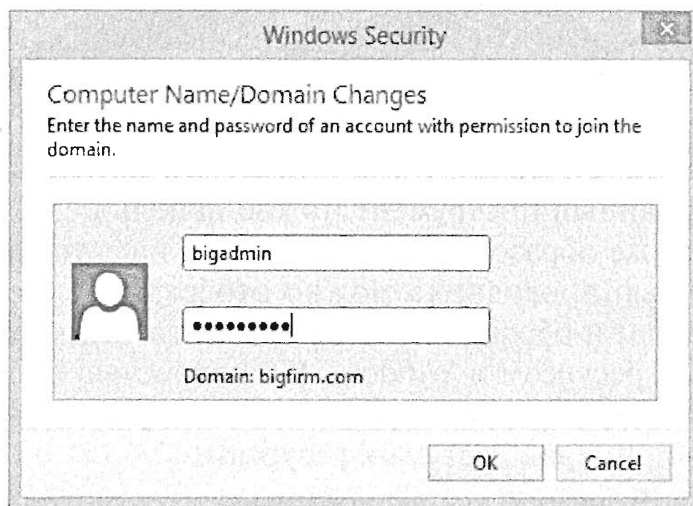 Windows Security
Computer Name/Domain Changes
Enter the name and password of an account with permission to join the
domain.
bigadmin
●●●●●●●●●
Domain: bigfirm.com
OK
Cancel